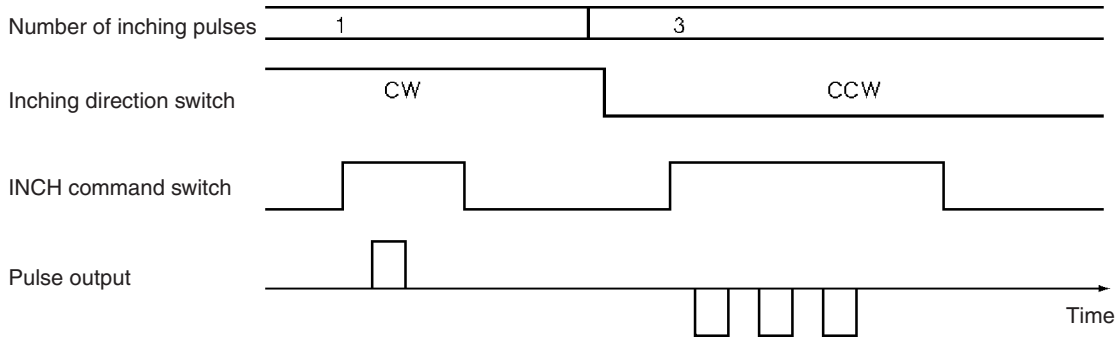 Number of inching pulses 1 3
Inching direction switch CW CCW
INCH command switch
Pulse output
Time